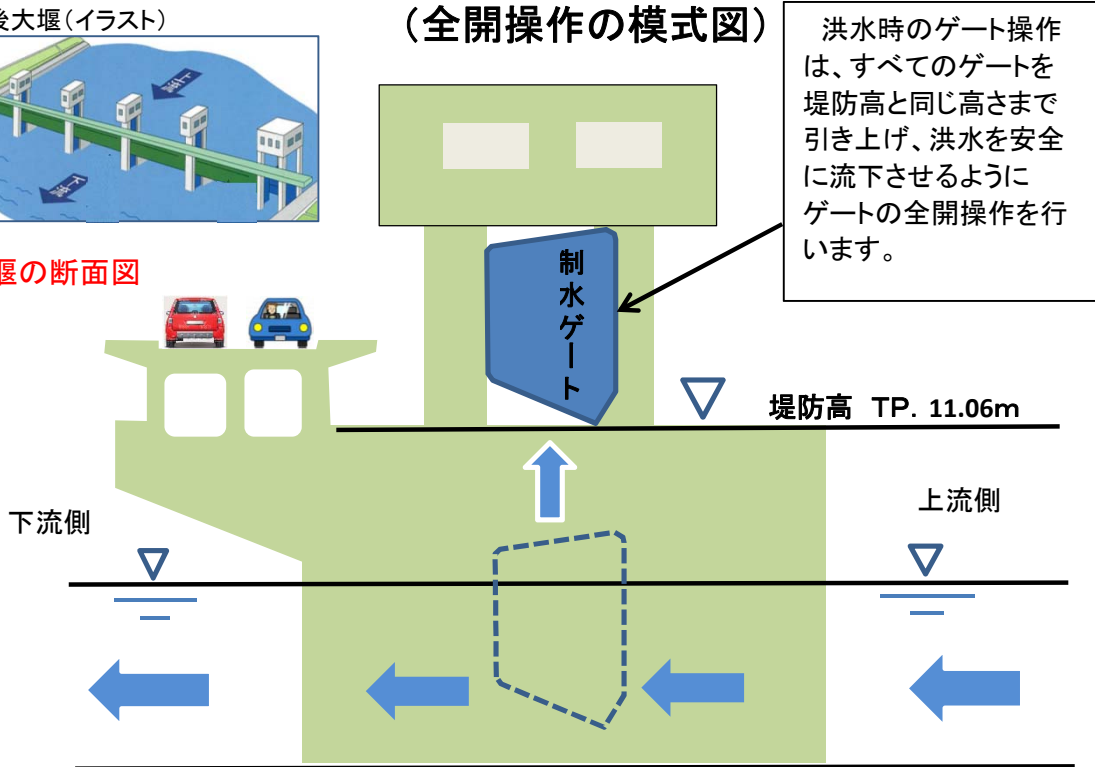 後大堰（イラスト）
（全開操作の模式図）
上流
下流
洪水時のゲート操作
は、すべてのゲートを
堤防高と同じ高さまで
引き上げ、洪水を安全
に流下させるように
ゲートの全開操作を行
います。
堰の断面図
制水ゲート
堤防高　TP．11.06m
下流側
上流側